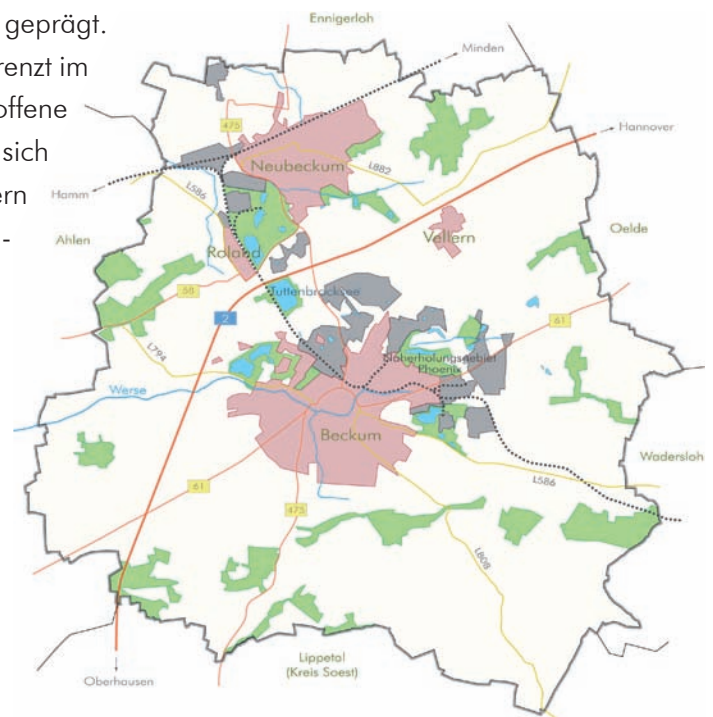 geprägt.
renzt im
offene
sich
ern
-
Ennigerloh
Minden
475
Neubeckum
Hannover
L882
Hamm
L586
Ahlen
Roland
Vellern
Oelde
Tuttenbrocksee
58
2
61
L794
Naherholungsgebiet
Phoenix
Werse
Beckum
Wadersloh
61
475
L586
L808
Lippetal
(Kreis Soest)
Oberhausen